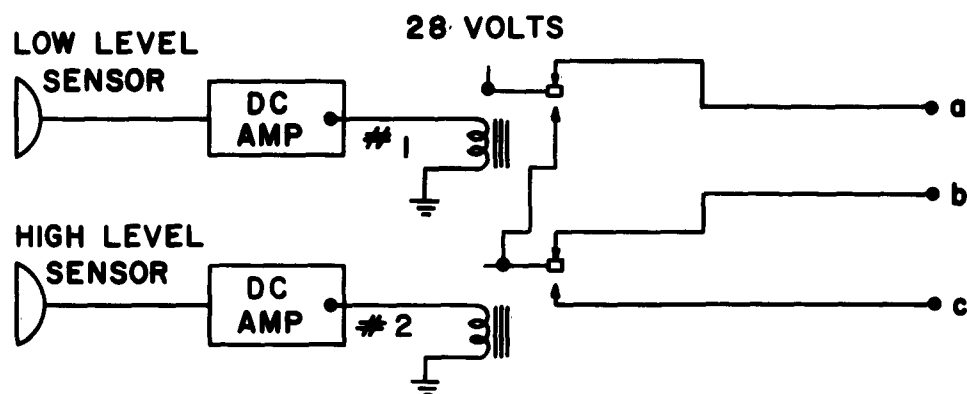 28 VOLTS
LOW LEVEL
SENSOR
DC
AMP
# 1
a
b
HIGH LEVEL
SENSOR
DC
AMP
# 2
c